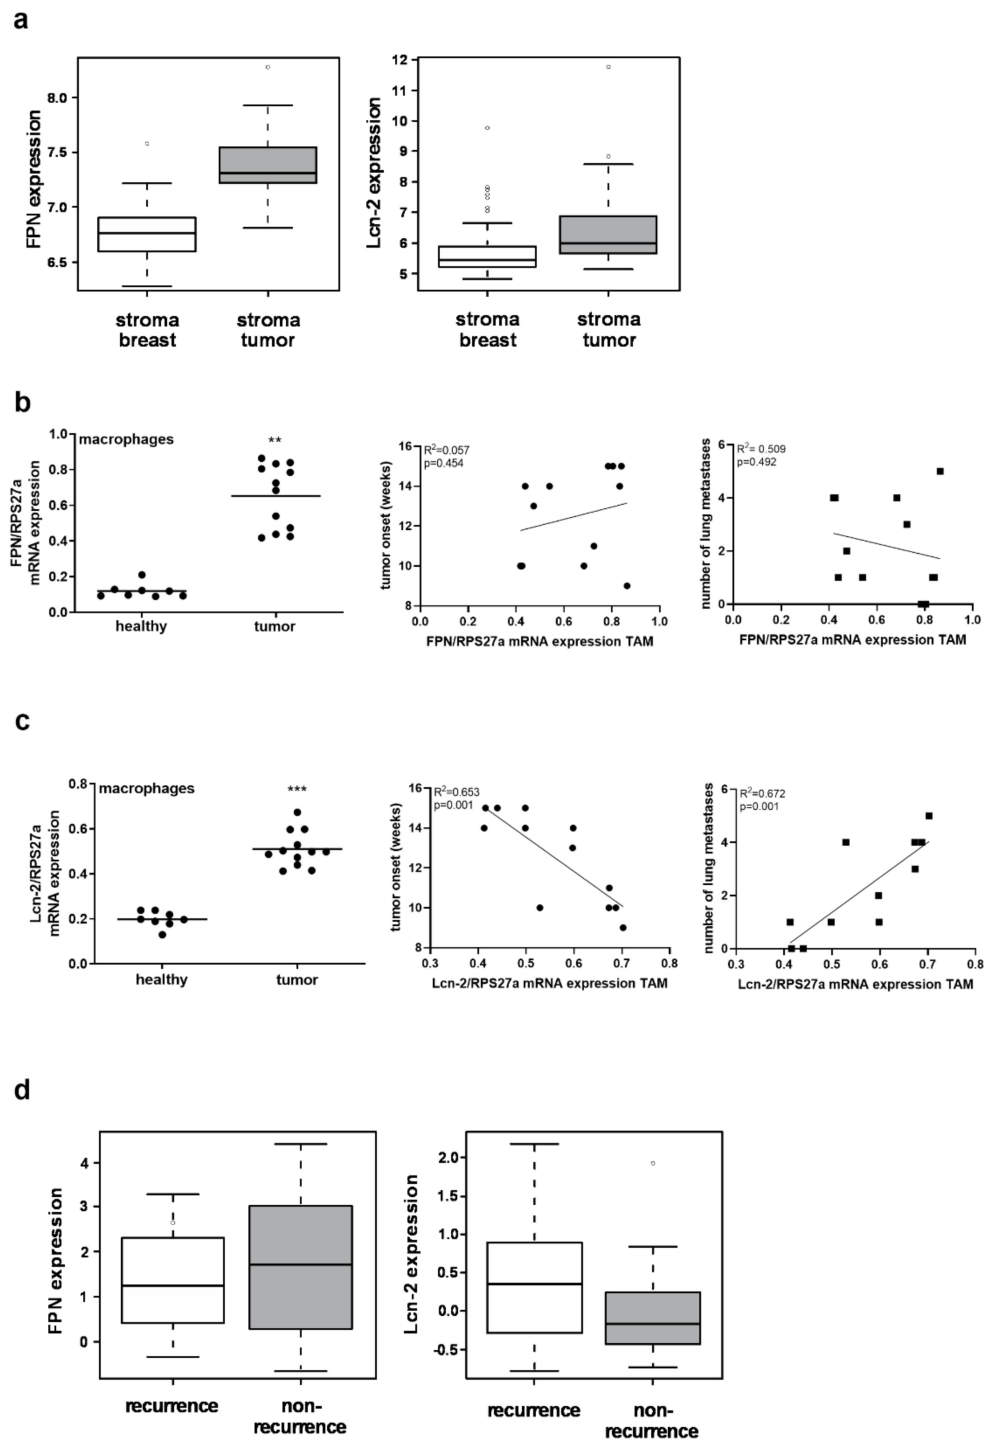 a
FPN expression
8.0
7.5
7.0
6.5
stroma
breast
stroma
tumor
Lcn-2 expression
12
11
10
9
8
7
6
5
stroma
breast
stroma
tumor
b
FPN/RPS27a
mRNA expression
1.0
0.8
0.6
0.4
0.2
0.0
macrophages
**
healthy
tumor
tumor onset (weeks)
16
14
12
10
8
R²=0.057
p=0.454
0.0 0.2 0.4 0.6 0.8 1.0
FPN/RPS27a mRNA expression TAM
number of lung metastases
6
4
2
0
R²= 0.509
p=0.492
0.0 0.2 0.4 0.6 0.8 1.0
FPN/RPS27a mRNA expression TAM
c
Lcn-2/RPS27a
mRNA expression
0.8
0.6
0.4
0.2
0.0
macrophages
***
healthy
tumor
tumor onset (weeks)
16
14
12
10
8
R²=0.653
p=0.001
0.3 0.4 0.5 0.6 0.7 0.8
Lcn-2/RPS27a mRNA expression TAM
number of lung metastases
6
4
2
0
R²=0.672
p=0.001
0.3 0.4 0.5 0.6 0.7 0.8
Lcn-2/RPS27a mRNA expression TAM
d
FPN expression
4
3
2
1
0
recurrence
non-
recurrence
Lcn-2 expression
2.0
1.5
1.0
0.5
0.0
-0.5
recurrence
non-
recurrence